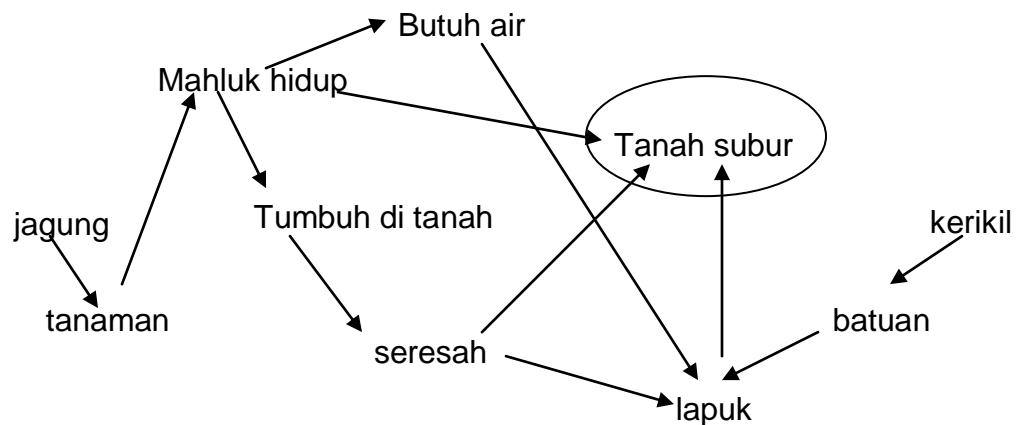 Butuh air
Mahluk hidup
Tanah subur
jagung
Tumbuh di tanah
kerikil
tanaman
batuan
seresah
lapuk